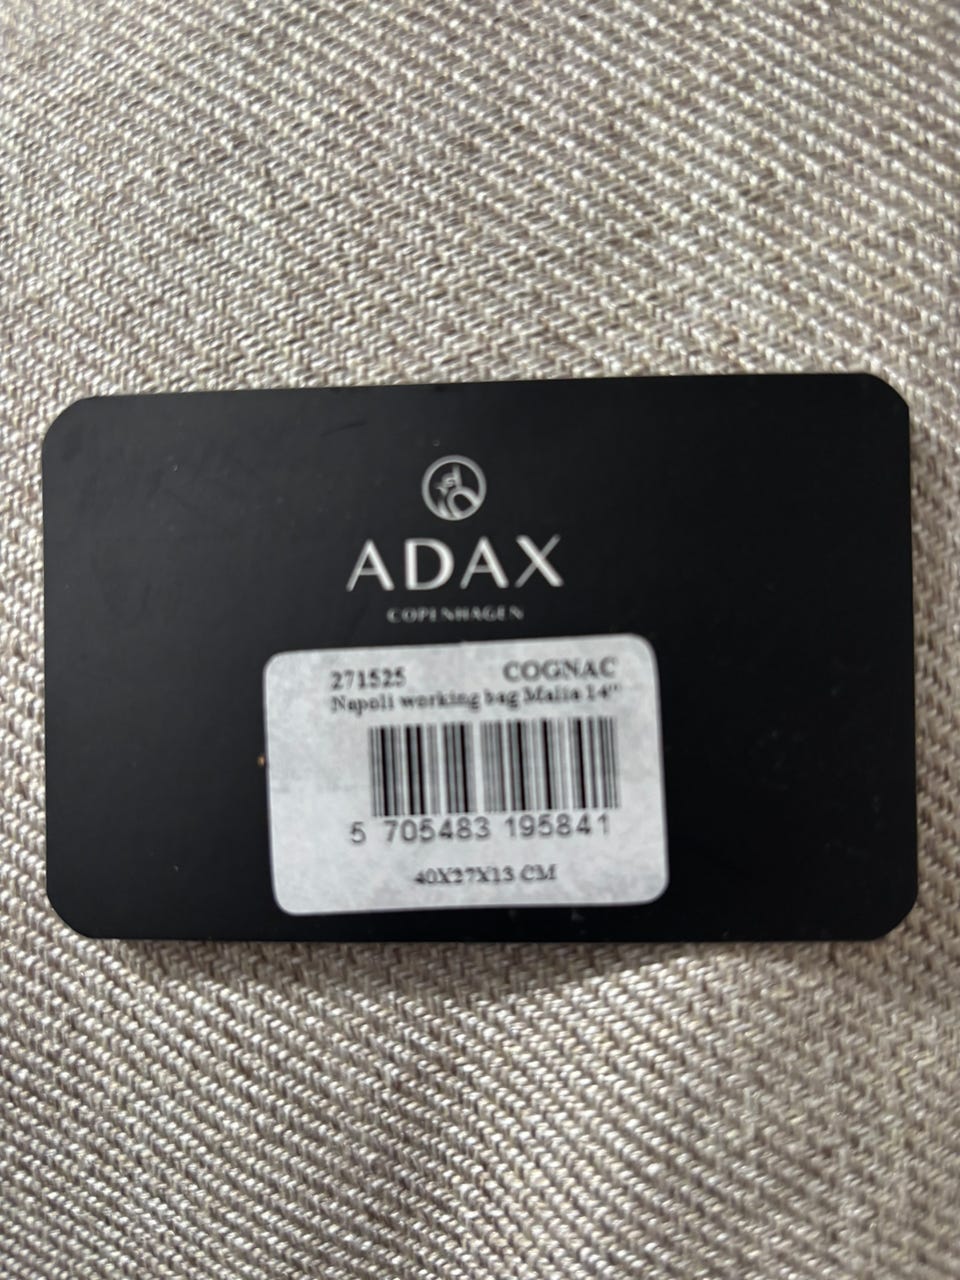 ADAX
COPENHAGEN
271525 COGNAC
Napoli working bag Malia 14"
5 705483 195841
40X27X13 CM